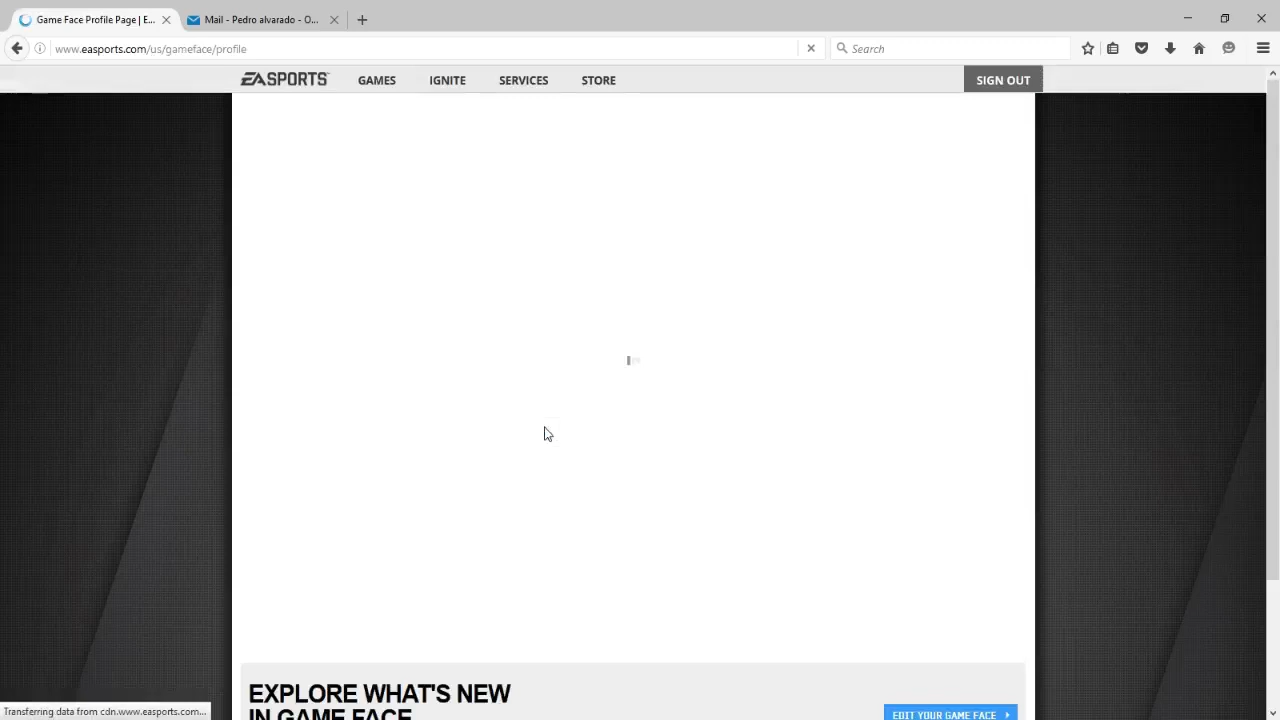 Game Face Profile Page | E...
Mail - Pedro alvarado - O...
www.easports.com/us/gameface/profile
Search
EA SPORTS
GAMES
IGNITE
SERVICES
STORE
SIGN OUT
EXPLORE WHAT'S NEW
IN GAME FACE
EDIT YOUR GAME FACE
Transferring data from cdn.www.easports.com...